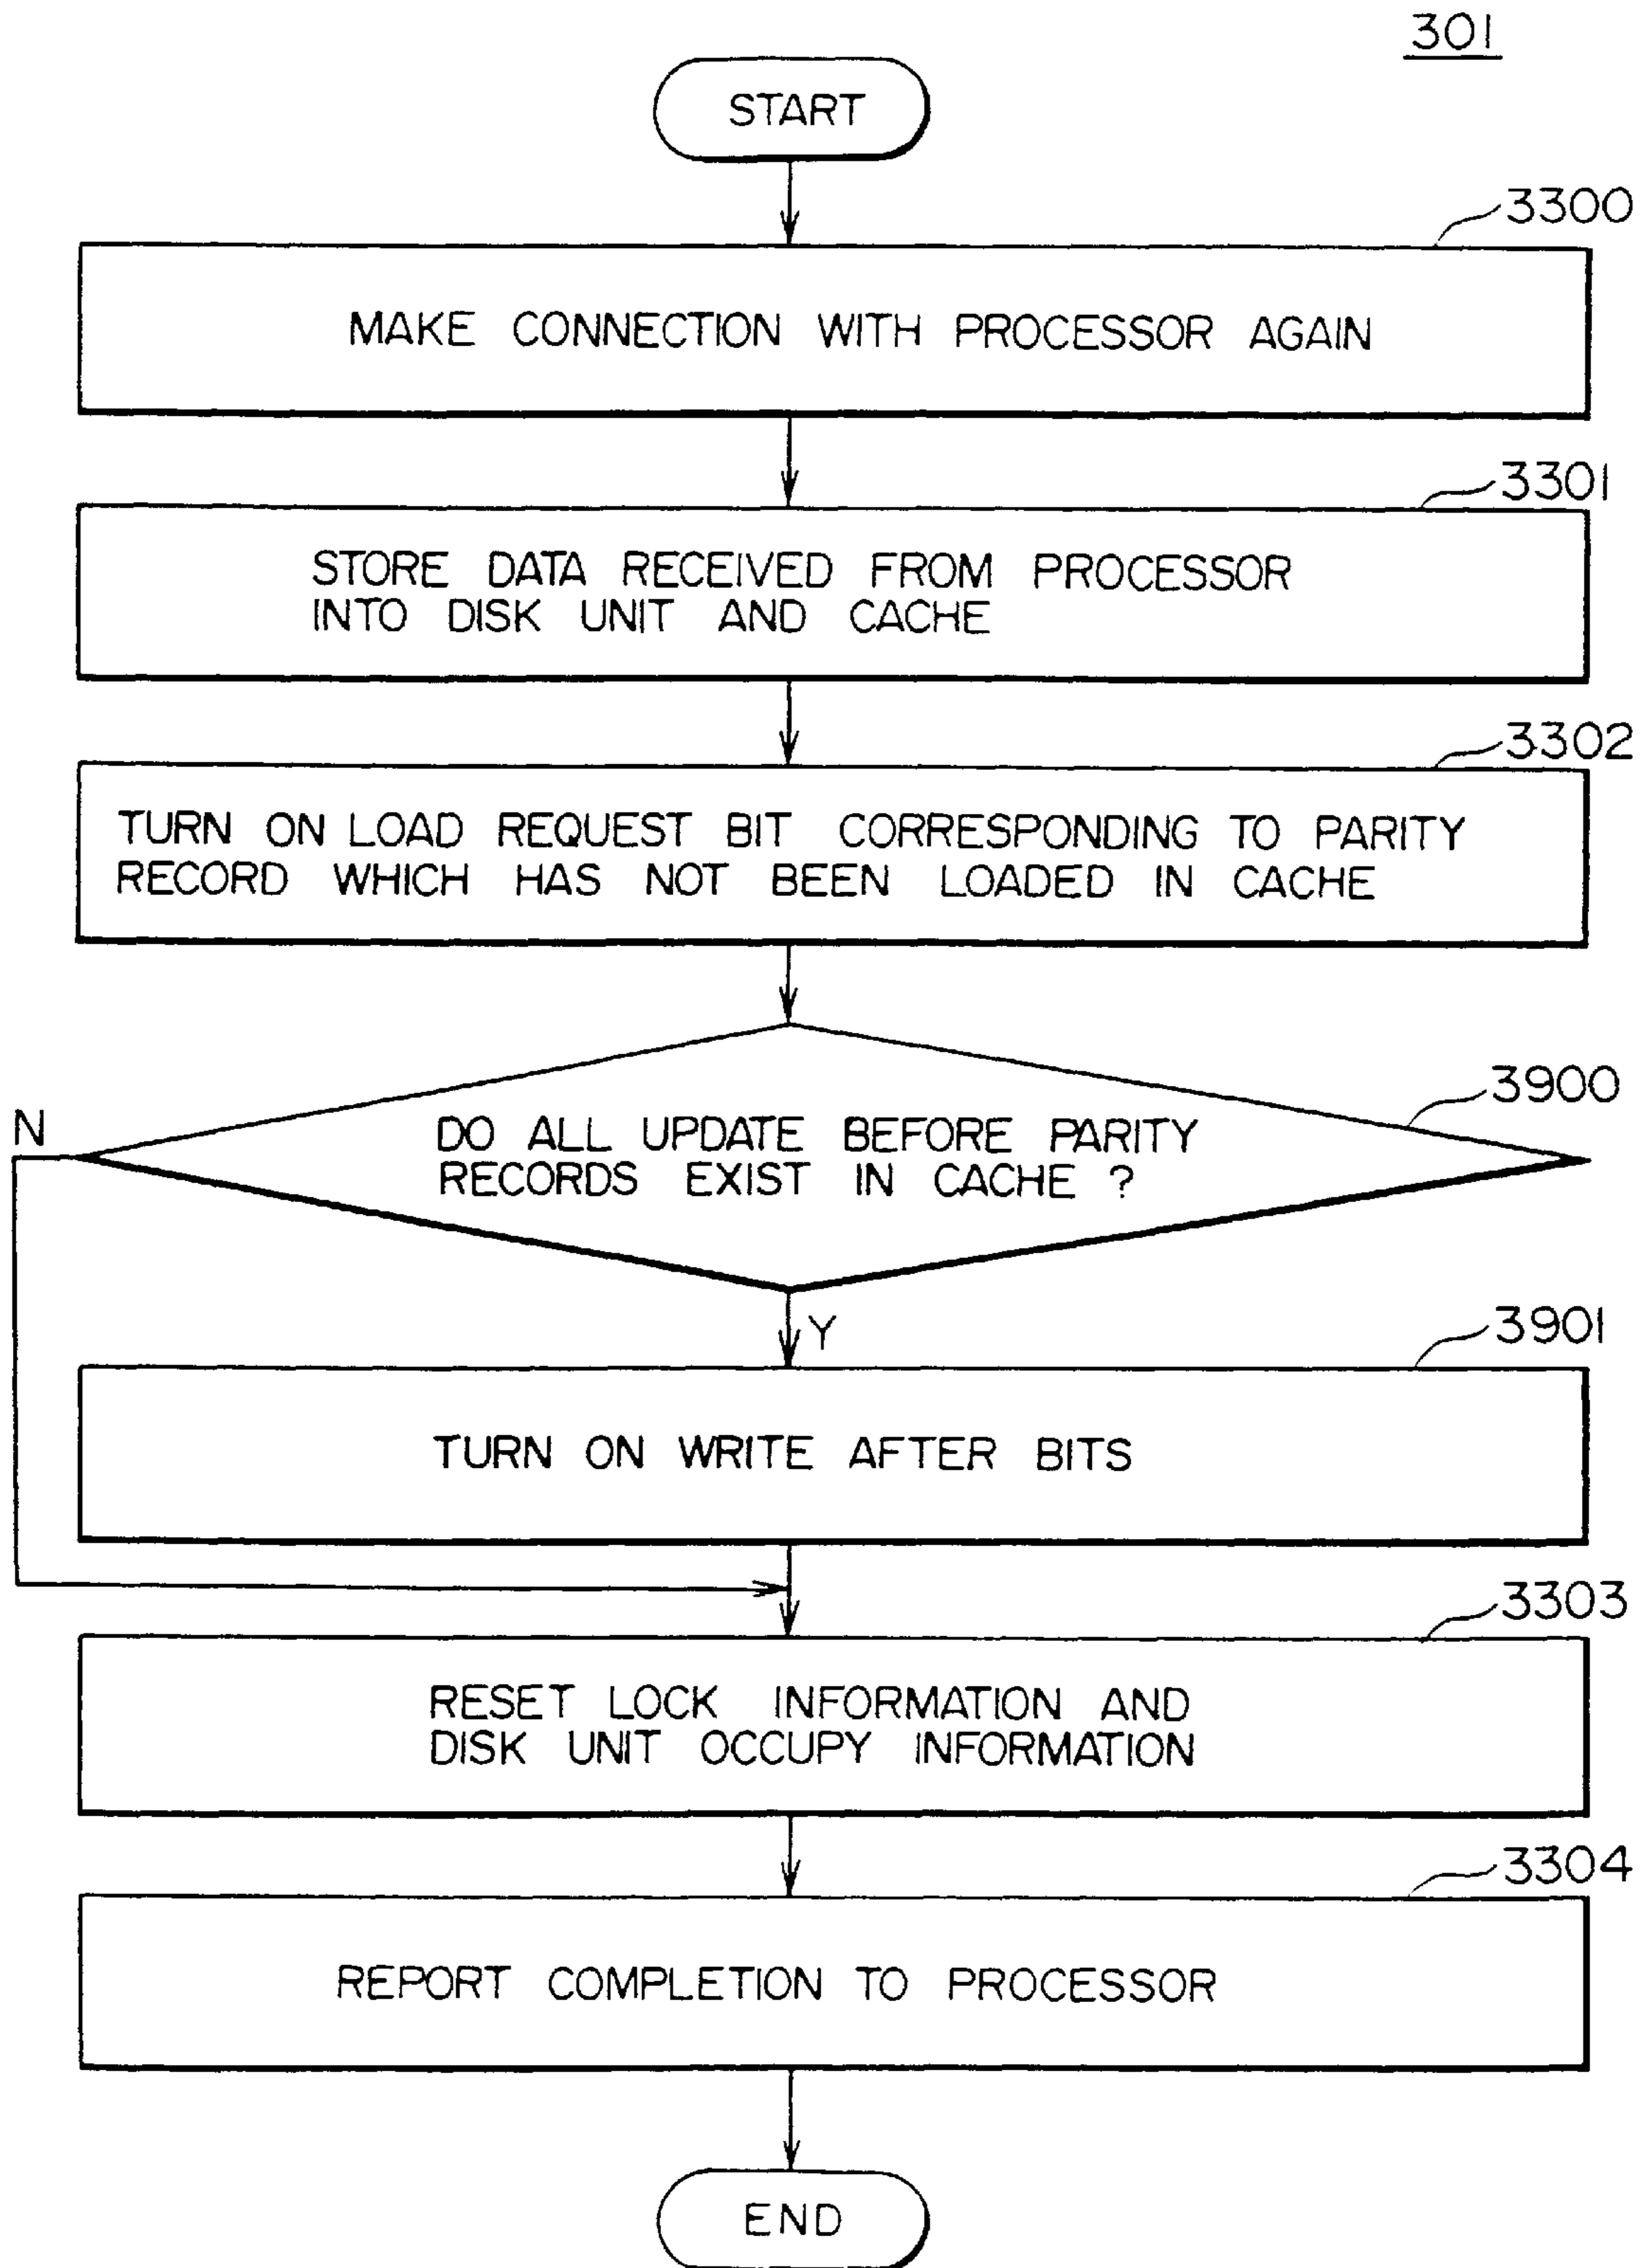 301
START
3300
MAKE CONNECTION WITH PROCESSOR AGAIN
3301
STORE DATA RECEIVED FROM PROCESSOR
INTO DISK UNIT AND CACHE
3302
TURN ON LOAD REQUEST BIT CORRESPONDING TO PARITY
RECORD WHICH HAS NOT BEEN LOADED IN CACHE
3900
N
DO ALL UPDATE BEFORE PARITY
RECORDS EXIST IN CACHE ?
Y
3901
TURN ON WRITE AFTER BITS
3303
RESET LOCK INFORMATION AND
DISK UNIT OCCUPY INFORMATION
3304
REPORT COMPLETION TO PROCESSOR
END